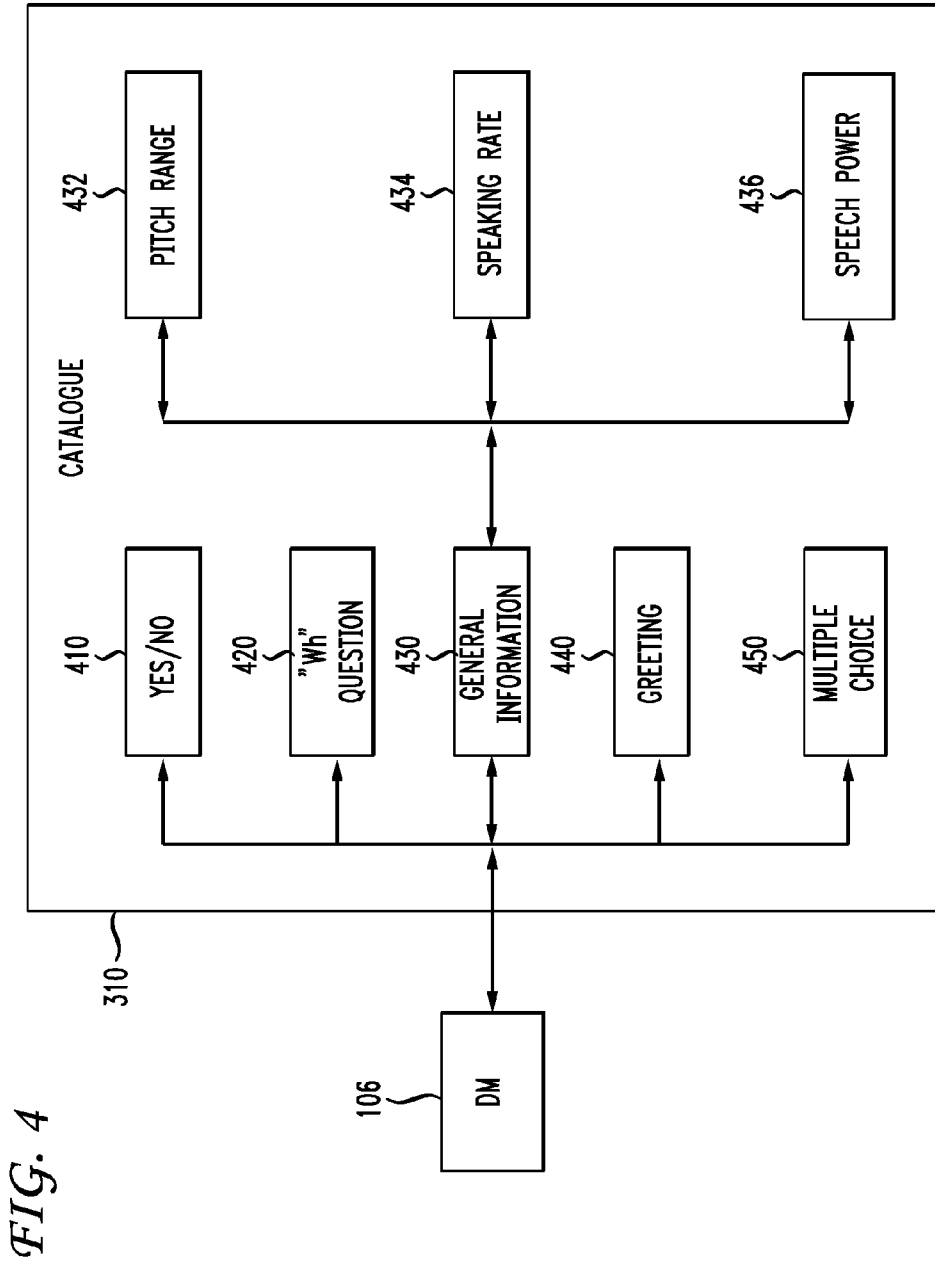 FIG. 4
310
CATALOGUE
106
DM
410
YES/NO
420
"Wh"
QUESTION
430
GENERAL
INFORMATION
440
GREETING
450
MULTIPLE
CHOICE
432
PITCH RANGE
434
SPEAKING RATE
436
SPEECH POWER